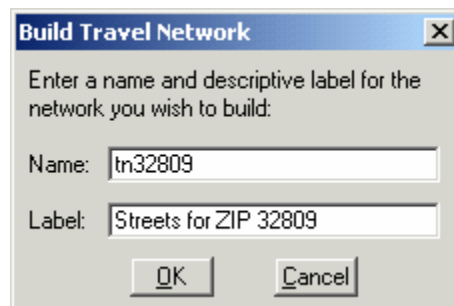 Build Travel Network
Enter a name and descriptive label for the
network you wish to build:
Name: tn32809
Label: Streets for ZIP 32809
OK Cancel